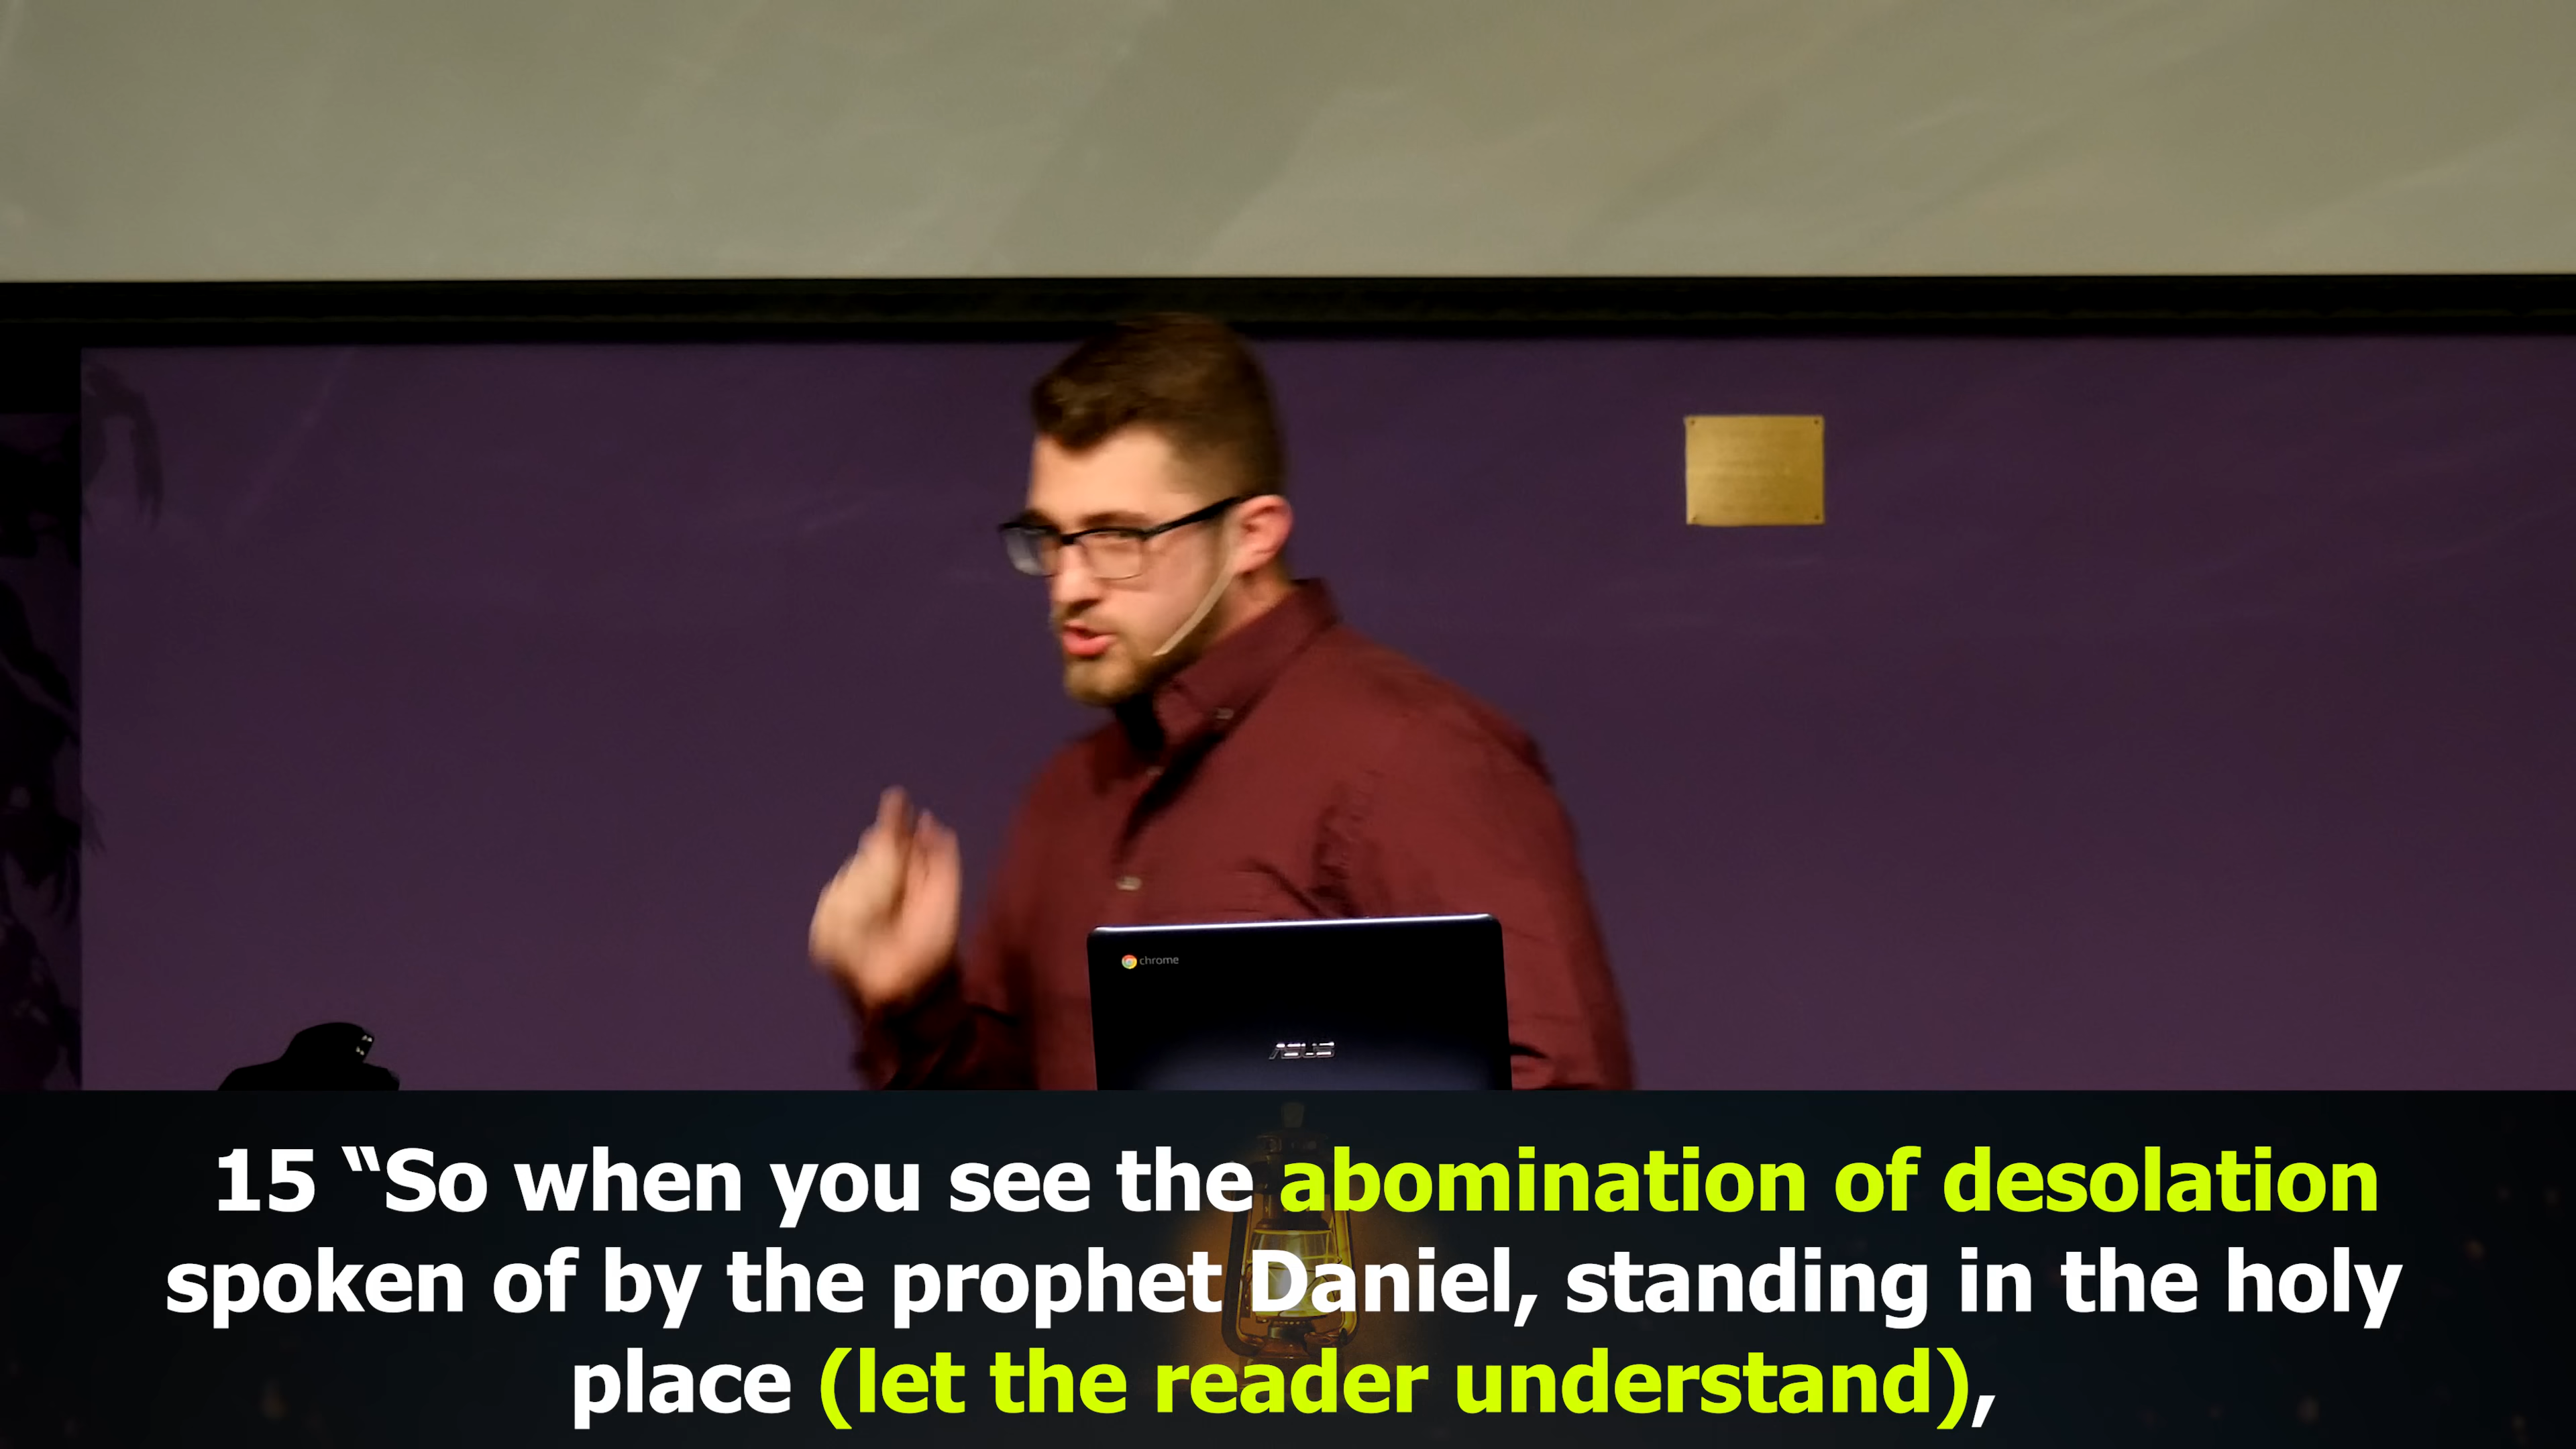 chrome
ASUS
15 “So when you see the abomination of desolation
spoken of by the prophet Daniel, standing in the holy
place (let the reader understand),